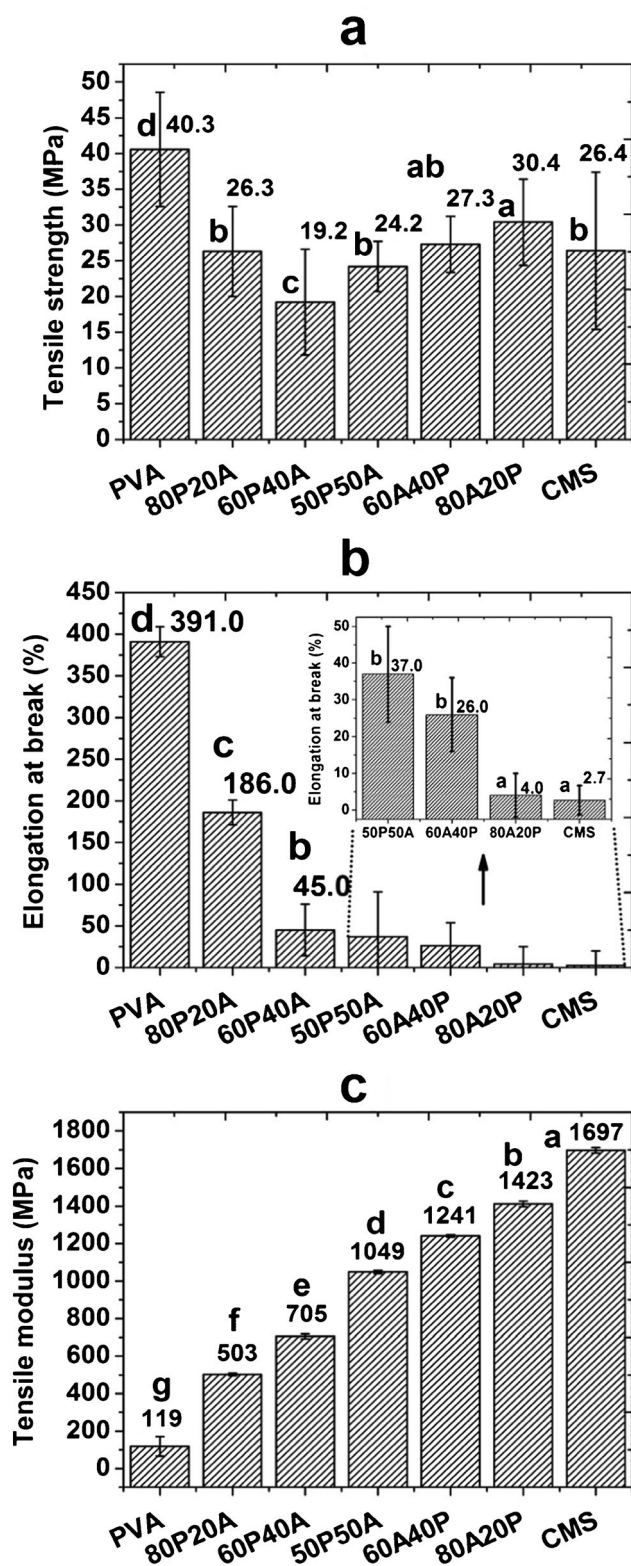 a
Tensile strength (MPa)
50
45
40
35
30
25
20
15
10
5
0
d 40.3
b 26.3
c 19.2
b 24.2
ab 27.3
a 30.4
b 26.4
PVA 80P20A 60P40A 50P50A 60A40P 80A20P CMS
b
Elongation at break (%)
450
400
350
300
250
200
150
100
50
0
d 391.0
c 186.0
b 45.0
Elongation at break (%)
50
40
30
20
10
0
b 37.0
b 26.0
a 4.0
a 2.7
50P50A 60A40P 80A20P CMS
PVA 80P20A 60P40A 50P50A 60A40P 80A20P CMS
c
Tensile modulus (MPa)
1800
1600
1400
1200
1000
800
600
400
200
0
g 119
f 503
e 705
d 1049
c 1241
b 1423
a 1697
PVA 80P20A 60P40A 50P50A 60A40P 80A20P CMS